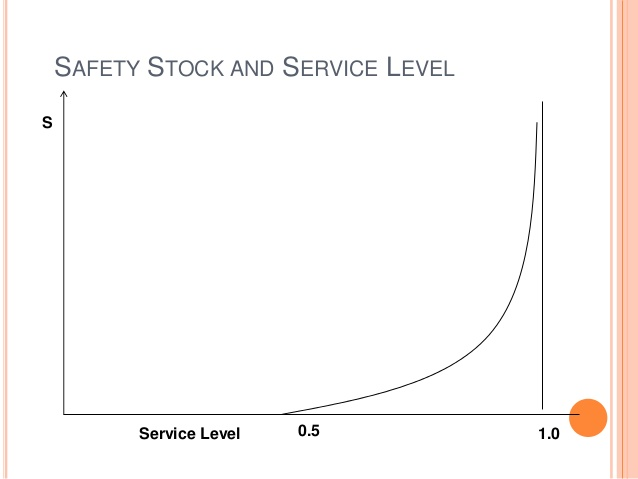 SAFETY STOCK AND SERVICE LEVEL
S
Service Level
0.5
1.0